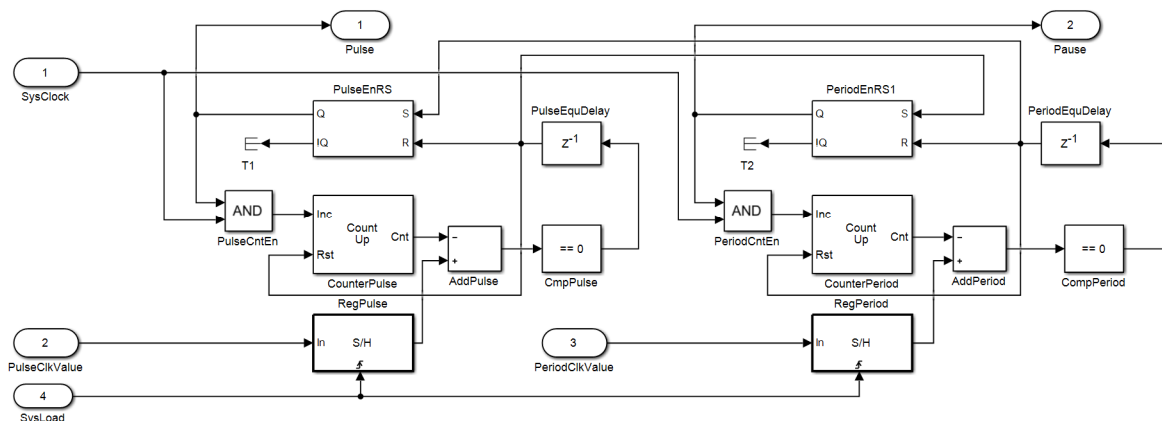 1
Pulse
2
Pause
1
SysClock
PulseEnRS
Q
S
IQ
R
T1
PulseEquDelay
Z-1
PeriodEnRS1
Q
S
IQ
R
T2
PeriodEquDelay
Z-1
AND
PulseCntEn
Inc
Count
Up
Cnt
Rst
CounterPulse
−
+
AddPulse
== 0
CmpPulse
AND
PeriodCntEn
Inc
Count
Up
Cnt
Rst
CounterPeriod
−
+
AddPeriod
== 0
CompPeriod
RegPulse
In
S/H
RegPeriod
In
S/H
2
PulseClkValue
3
PeriodClkValue
4
SysLoad